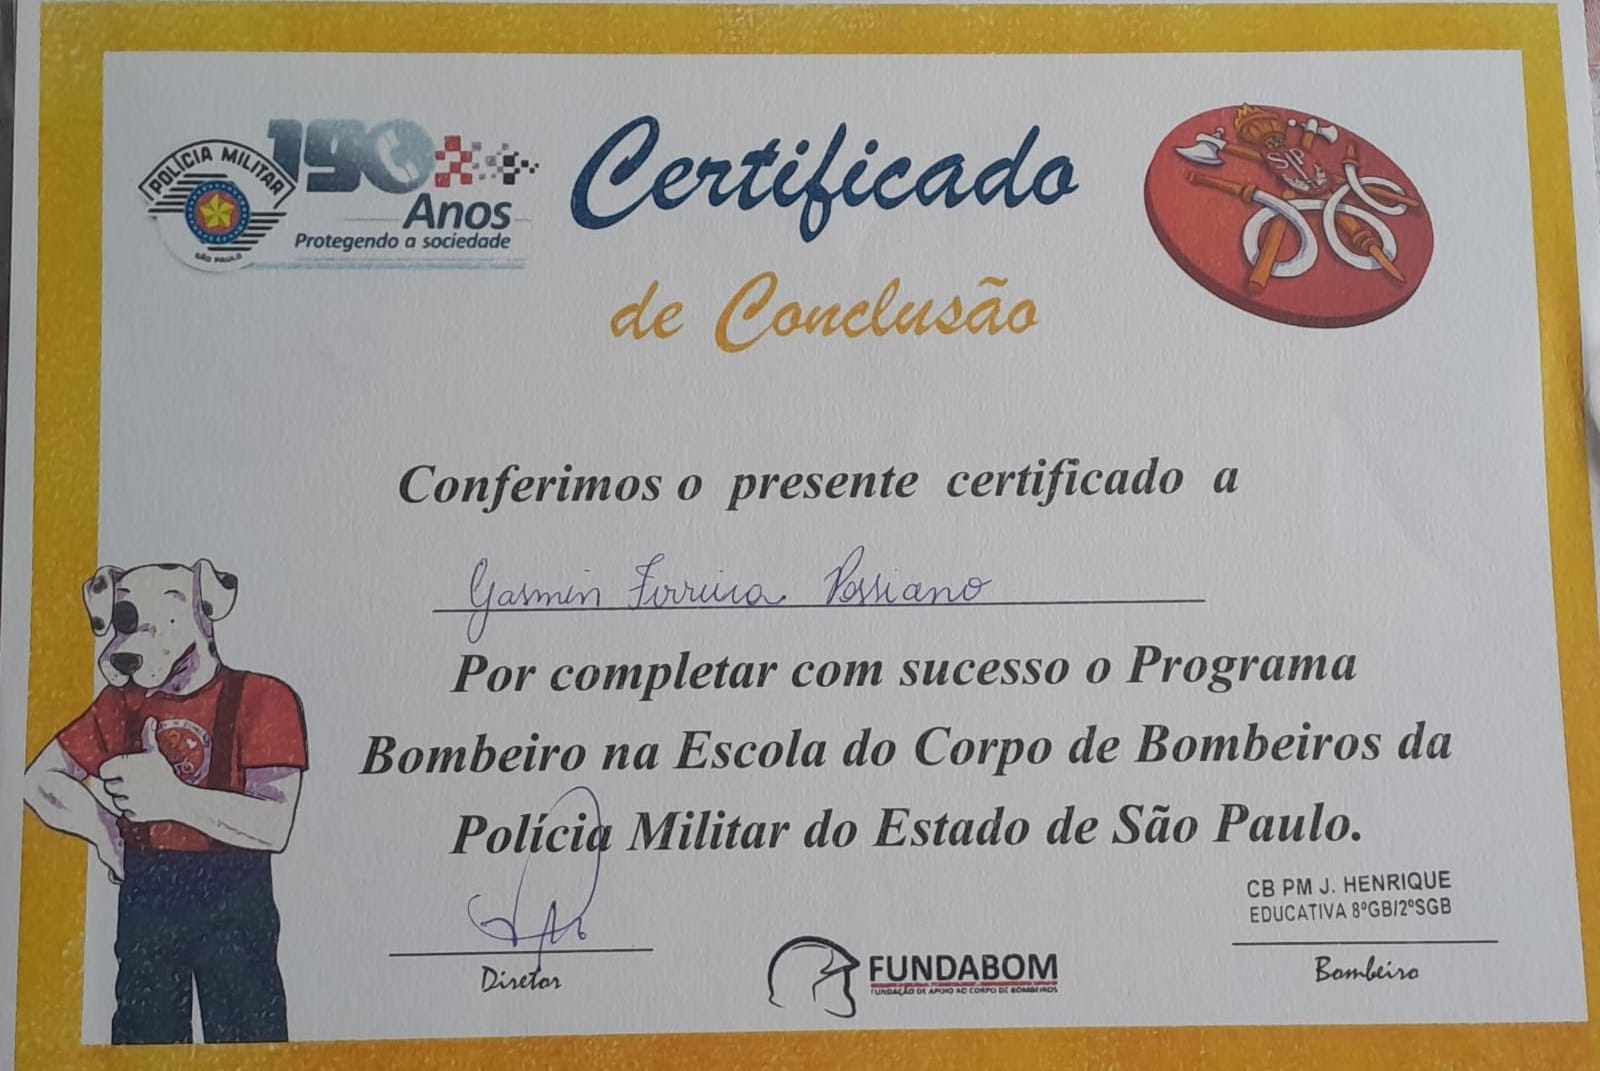 POLÍCIA MILITAR
SÃO PAULO
190
Anos
Protegendo a sociedade
Certificado
de Conclusão
SP
Conferimos o presente certificado a
Yasmin Ferreira Possiano
Por completar com sucesso o Programa
Bombeiro na Escola do Corpo de Bombeiros da
Polícia Militar do Estado de São Paulo.
CB PM J. HENRIQUE
EDUCATIVA 8ºGB/2ºSGB
Diretor
FUNDABOM
FUNDAÇÃO DE APOIO AO CORPO DE BOMBEIROS
Bombeiro